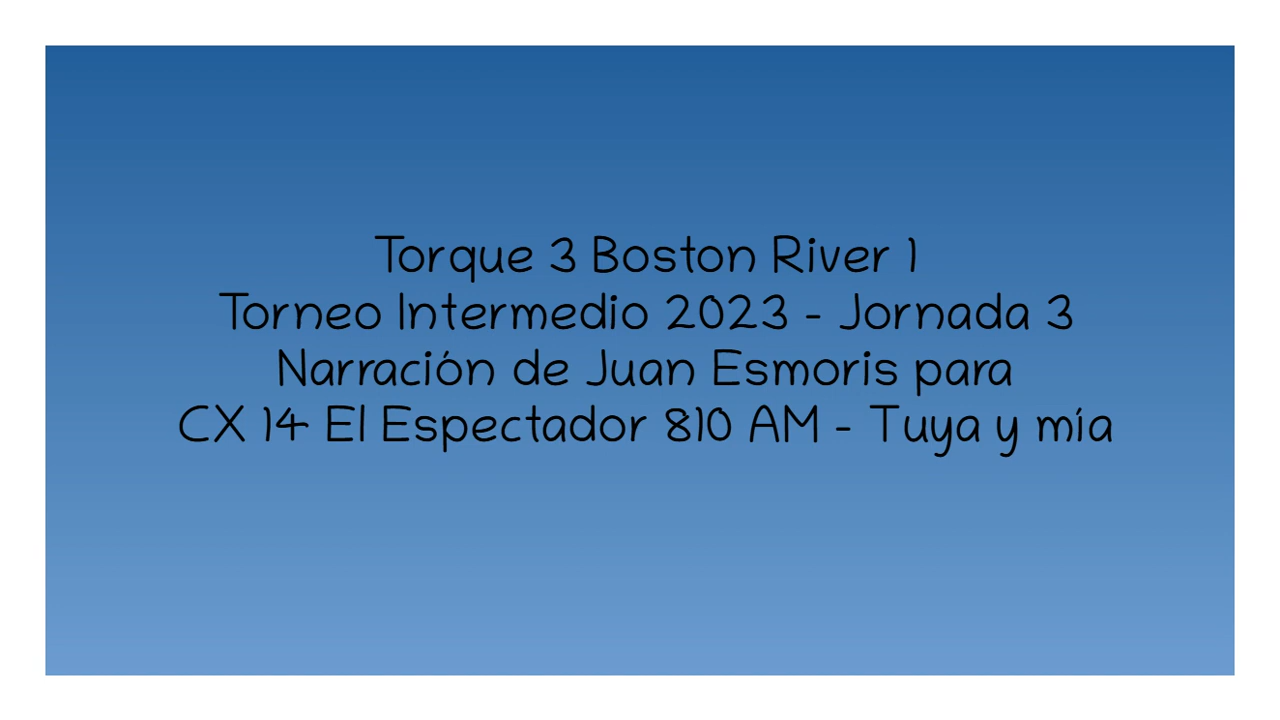 Torque 3 Boston River 1
Torneo Intermedio 2023 - Jornada 3
Narración de Juan Esmoris para
CX 14 El Espectador 810 AM - Tuya y mía